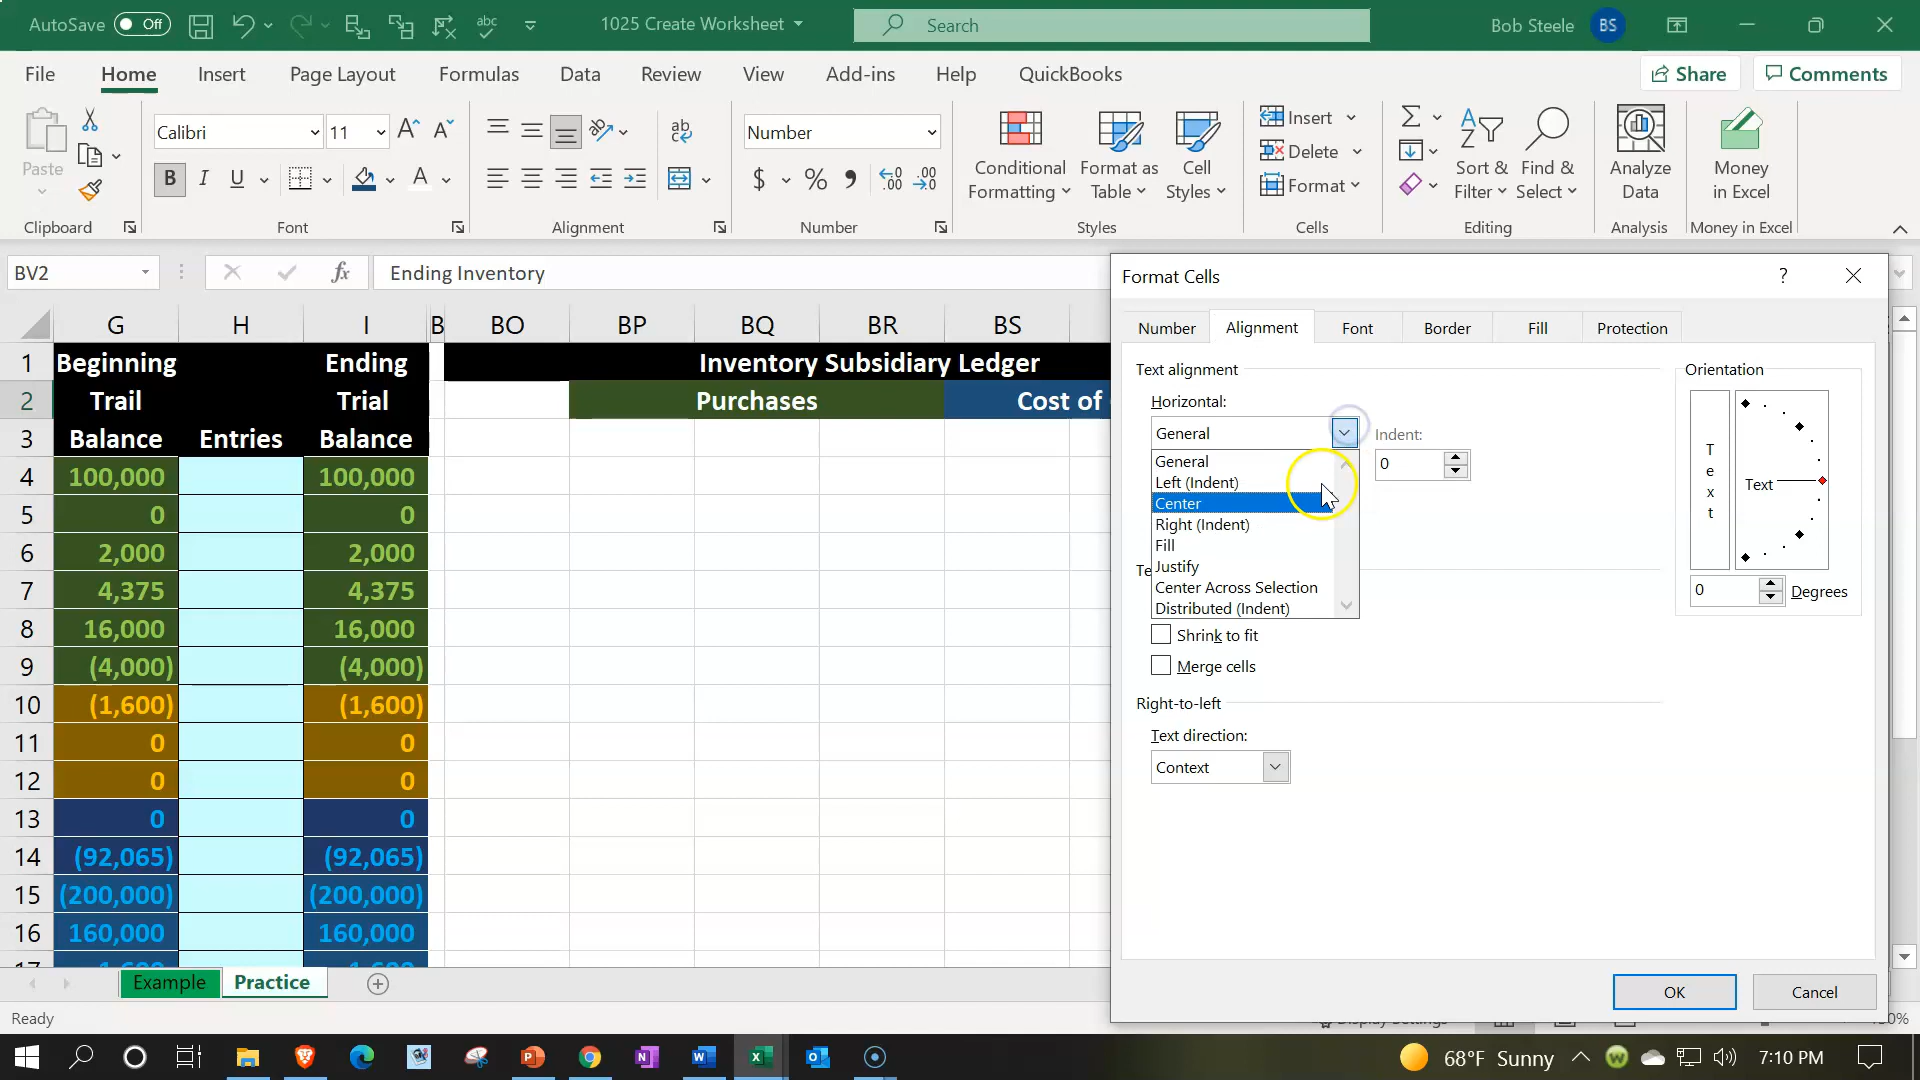 AutoSave Off 1025 Create Worksheet Search Bob Steele BS
File Home Insert Page Layout Formulas Data Review View Add-ins Help QuickBooks Share Comments
Paste Calibri 11 Number Conditional Formatting Format as Table Cell Styles Insert Delete Format Sort & Filter Find & Select Analyze Data Money in Excel
Clipboard Font Alignment Number Styles Cells Editing Analysis Money in Excel
BV2 fx Ending Inventory
G H I B BO BP BQ BR BS
1 Beginning Ending Inventory Subsidiary Ledger
2 Trail Trial Purchases Cost of
3 Balance Entries Balance
4 100,000 100,000
5 0 0
6 2,000 2,000
7 4,375 4,375
8 16,000 16,000
9 (4,000) (4,000)
10 (1,600) (1,600)
11 0 0
12 0 0
13 0 0
14 (92,065) (92,065)
15 (200,000) (200,000)
16 160,000 160,000
17 1,600 1,600
Example Practice
Ready
Format Cells ?
Number Alignment Font Border Fill Protection
Text alignment
Horizontal:
General
Indent:
0
General
Left (Indent)
Center
Right (Indent)
Fill
Justify
Center Across Selection
Distributed (Indent)
Te
Shrink to fit
Merge cells
Right-to-left
Text direction:
Context
Orientation
Text
Text
0 Degrees
OK Cancel
Display Settings
68°F Sunny 7:10 PM